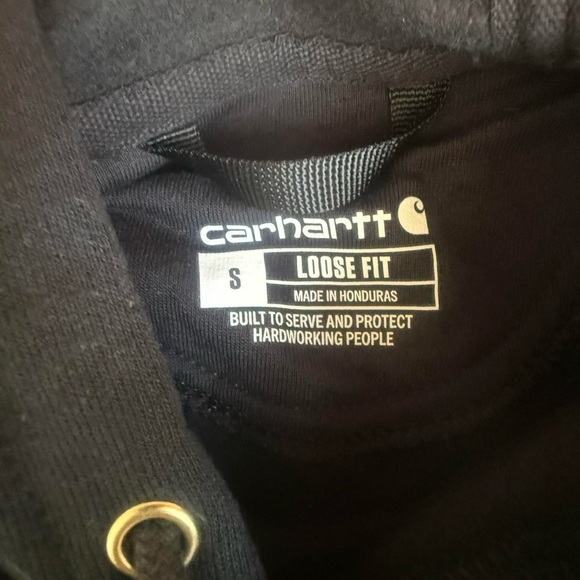 carhartt
S
LOOSE FIT
MADE IN HONDURAS
BUILT TO SERVE AND PROTECT
HARDWORKING PEOPLE